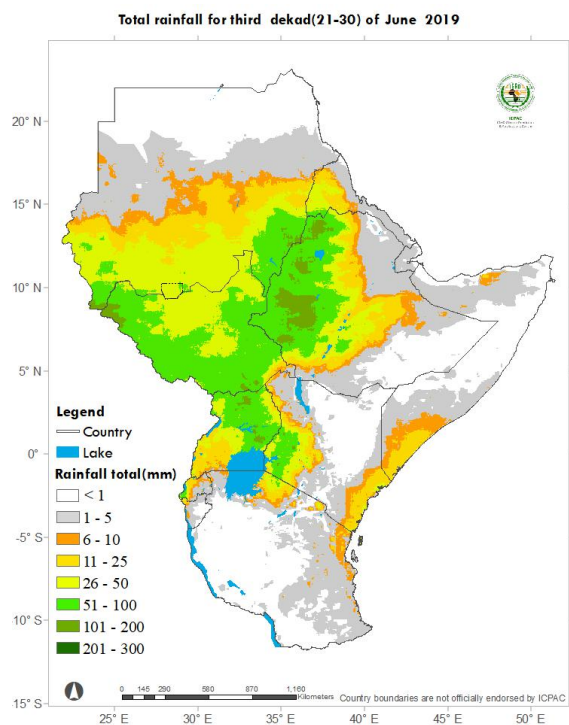 Total rainfall for third dekad(21-30) of June 2019
ICPAC
20° N
15° N
10° N
5° N
0°
-5° S
10° S
15° S
25° E
30° E
35° E
40° E
45° E
50° E
Legend
Country
Lake
Rainfall total(mm)
< 1
1 - 5
6 - 10
11 - 25
26 - 50
51 - 100
101 - 200
201 - 300
0 145 290 580 870 1,160
Kilometers
Country boundaries are not officially endorsed by ICPAC